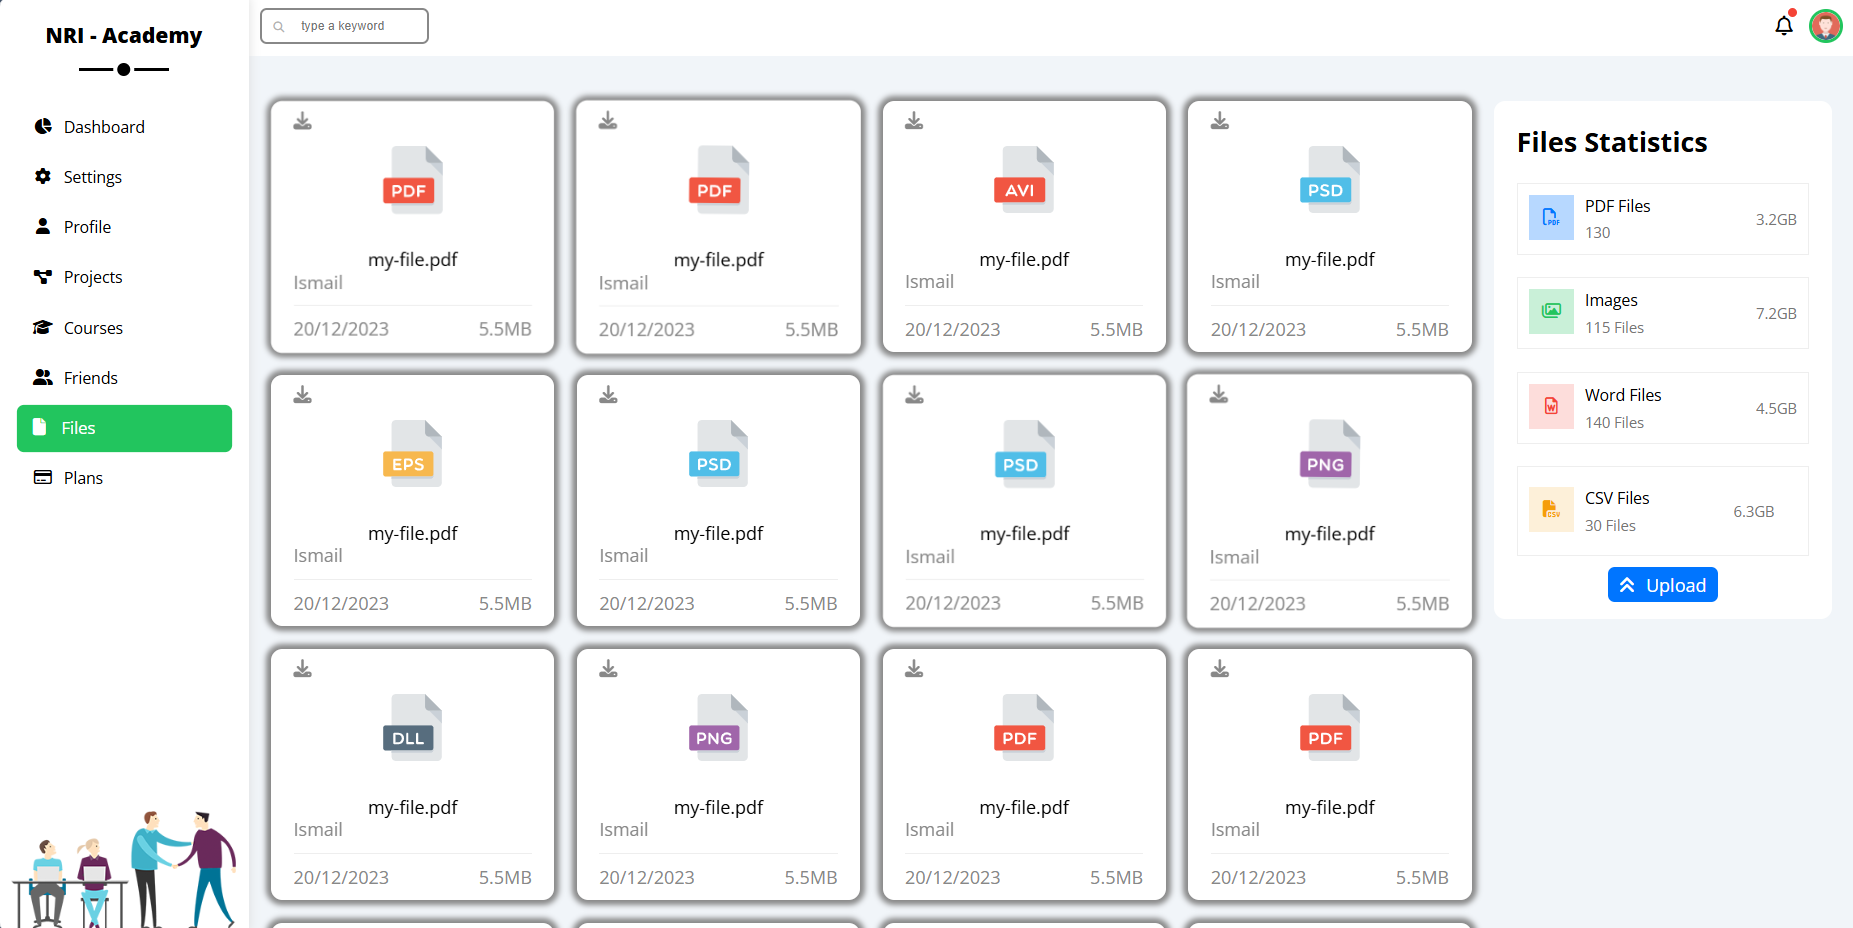 NRI - Academy
type a keyword
Dashboard
Settings
Profile
Projects
Courses
Friends
Files
Plans
PDF
my-file.pdf
Ismail
20/12/2023 5.5MB
PDF
my-file.pdf
Ismail
20/12/2023 5.5MB
AVI
my-file.pdf
Ismail
20/12/2023 5.5MB
PSD
my-file.pdf
Ismail
20/12/2023 5.5MB
EPS
my-file.pdf
Ismail
20/12/2023 5.5MB
PSD
my-file.pdf
Ismail
20/12/2023 5.5MB
PSD
my-file.pdf
Ismail
20/12/2023 5.5MB
PNG
my-file.pdf
Ismail
20/12/2023 5.5MB
DLL
my-file.pdf
Ismail
20/12/2023 5.5MB
PNG
my-file.pdf
Ismail
20/12/2023 5.5MB
PDF
my-file.pdf
Ismail
20/12/2023 5.5MB
PDF
my-file.pdf
Ismail
20/12/2023 5.5MB
Files Statistics
PDF
PDF Files
130
3.2GB
Images
115 Files
7.2GB
W
Word Files
140 Files
4.5GB
CSV
CSV Files
30 Files
6.3GB
Upload